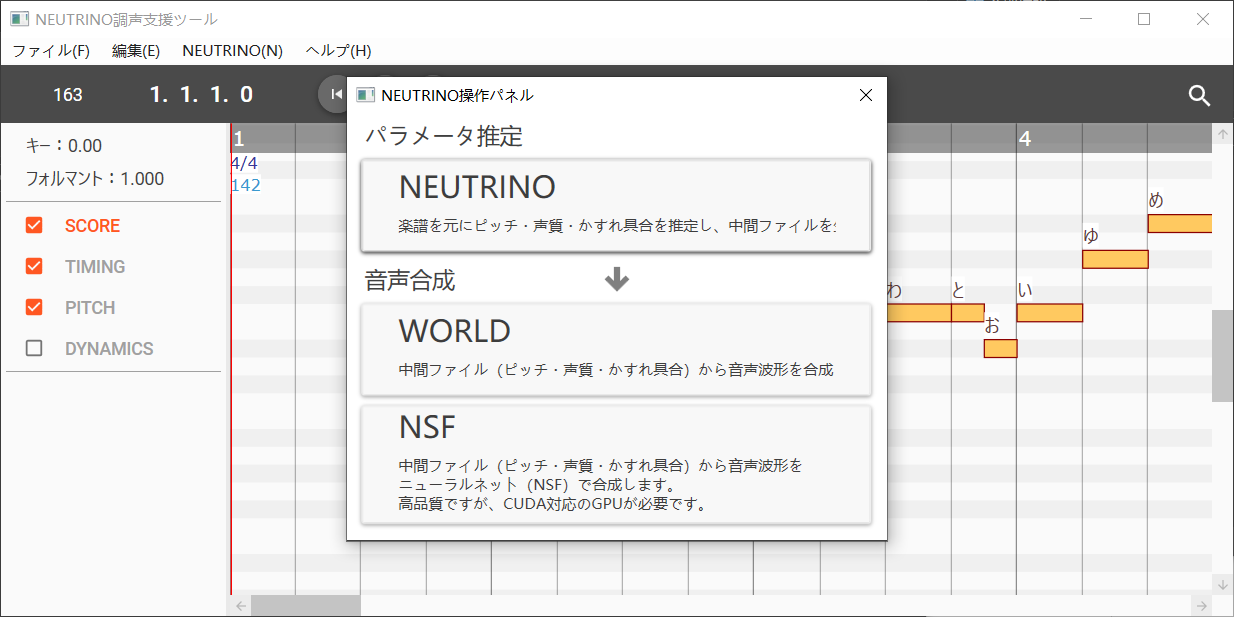 NEUTRINO調声支援ツール
ファイル(F) 編集(E) NEUTRINO(N) ヘルプ(H)
163 1. 1. 1. 0
NEUTRINO操作パネル
キー：0.00
フォルマント：1.000
SCORE
TIMING
PITCH
DYNAMICS
1
4/4
142
パラメータ推定
NEUTRINO
楽譜を元にピッチ・声質・かすれ具合を推定し、中間ファイルを
音声合成
WORLD
中間ファイル（ピッチ・声質・かすれ具合）から音声波形を合成
NSF
中間ファイル（ピッチ・声質・かすれ具合）から音声波形を
ニューラルネット（NSF）で合成します。
高品質ですが、CUDA対応のGPUが必要です。
4
め
ゆ
わ と い
お